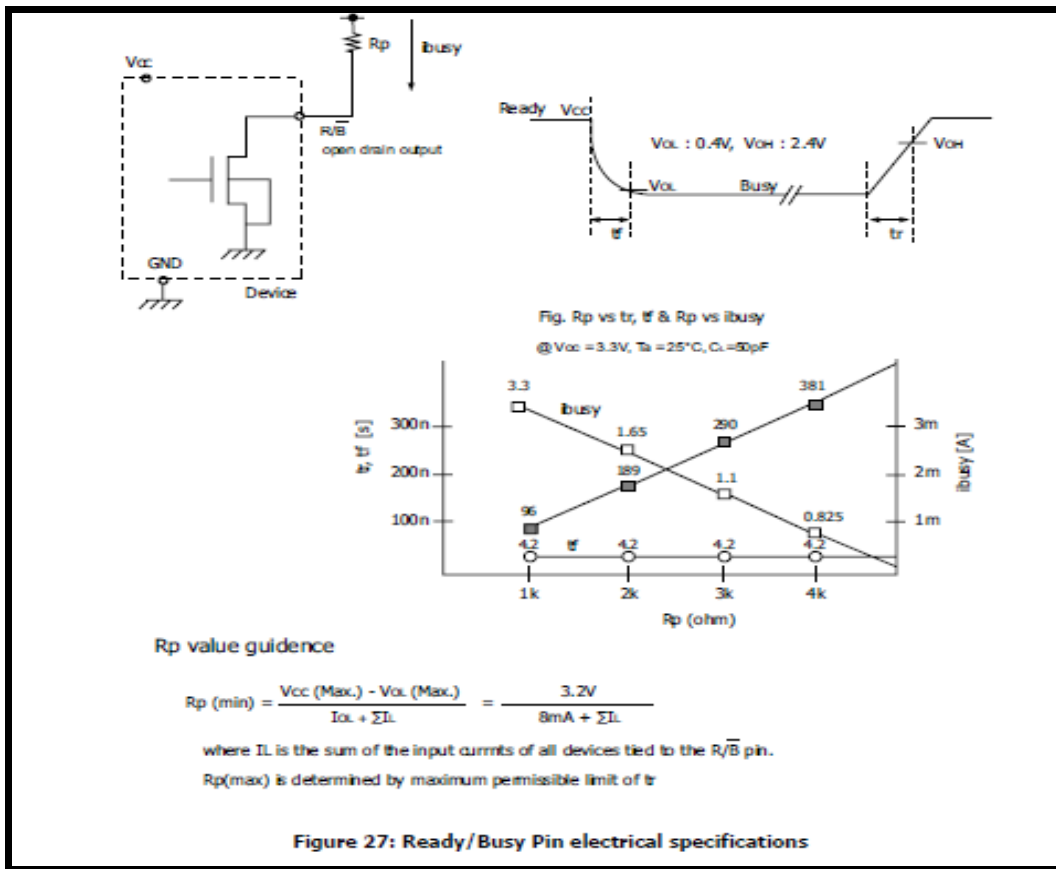 Rp
ibusy
Vcc
R/B̅
open drain output
GND
Device
Ready
Vcc
VOL : 0.4V, VOH : 2.4V
VOH
VOL
Busy
tf
tr
Fig. Rp vs tr, tf & Rp vs ibusy
@ Vcc = 3.3V, Ta = 25°C, CL=50pF
tr, tf [s]
300n
200n
100n
3.3
ibusy
1.65
1.1
0.825
96
189
290
381
4.2
tf
4.2
4.2
4.2
3m
2m
1m
ibusy [A]
1k
2k
3k
4k
Rp (ohm)
Rp value guidence
Rp (min) = Vcc (Max.) - VOL (Max.) / IOL + ΣIL = 3.2V / 8mA + ΣIL
where IL is the sum of the input currnts of all devices tied to the R/B̅ pin.
Rp(max) is determined by maximum permissible limit of tr
Figure 27: Ready/Busy Pin electrical specifications